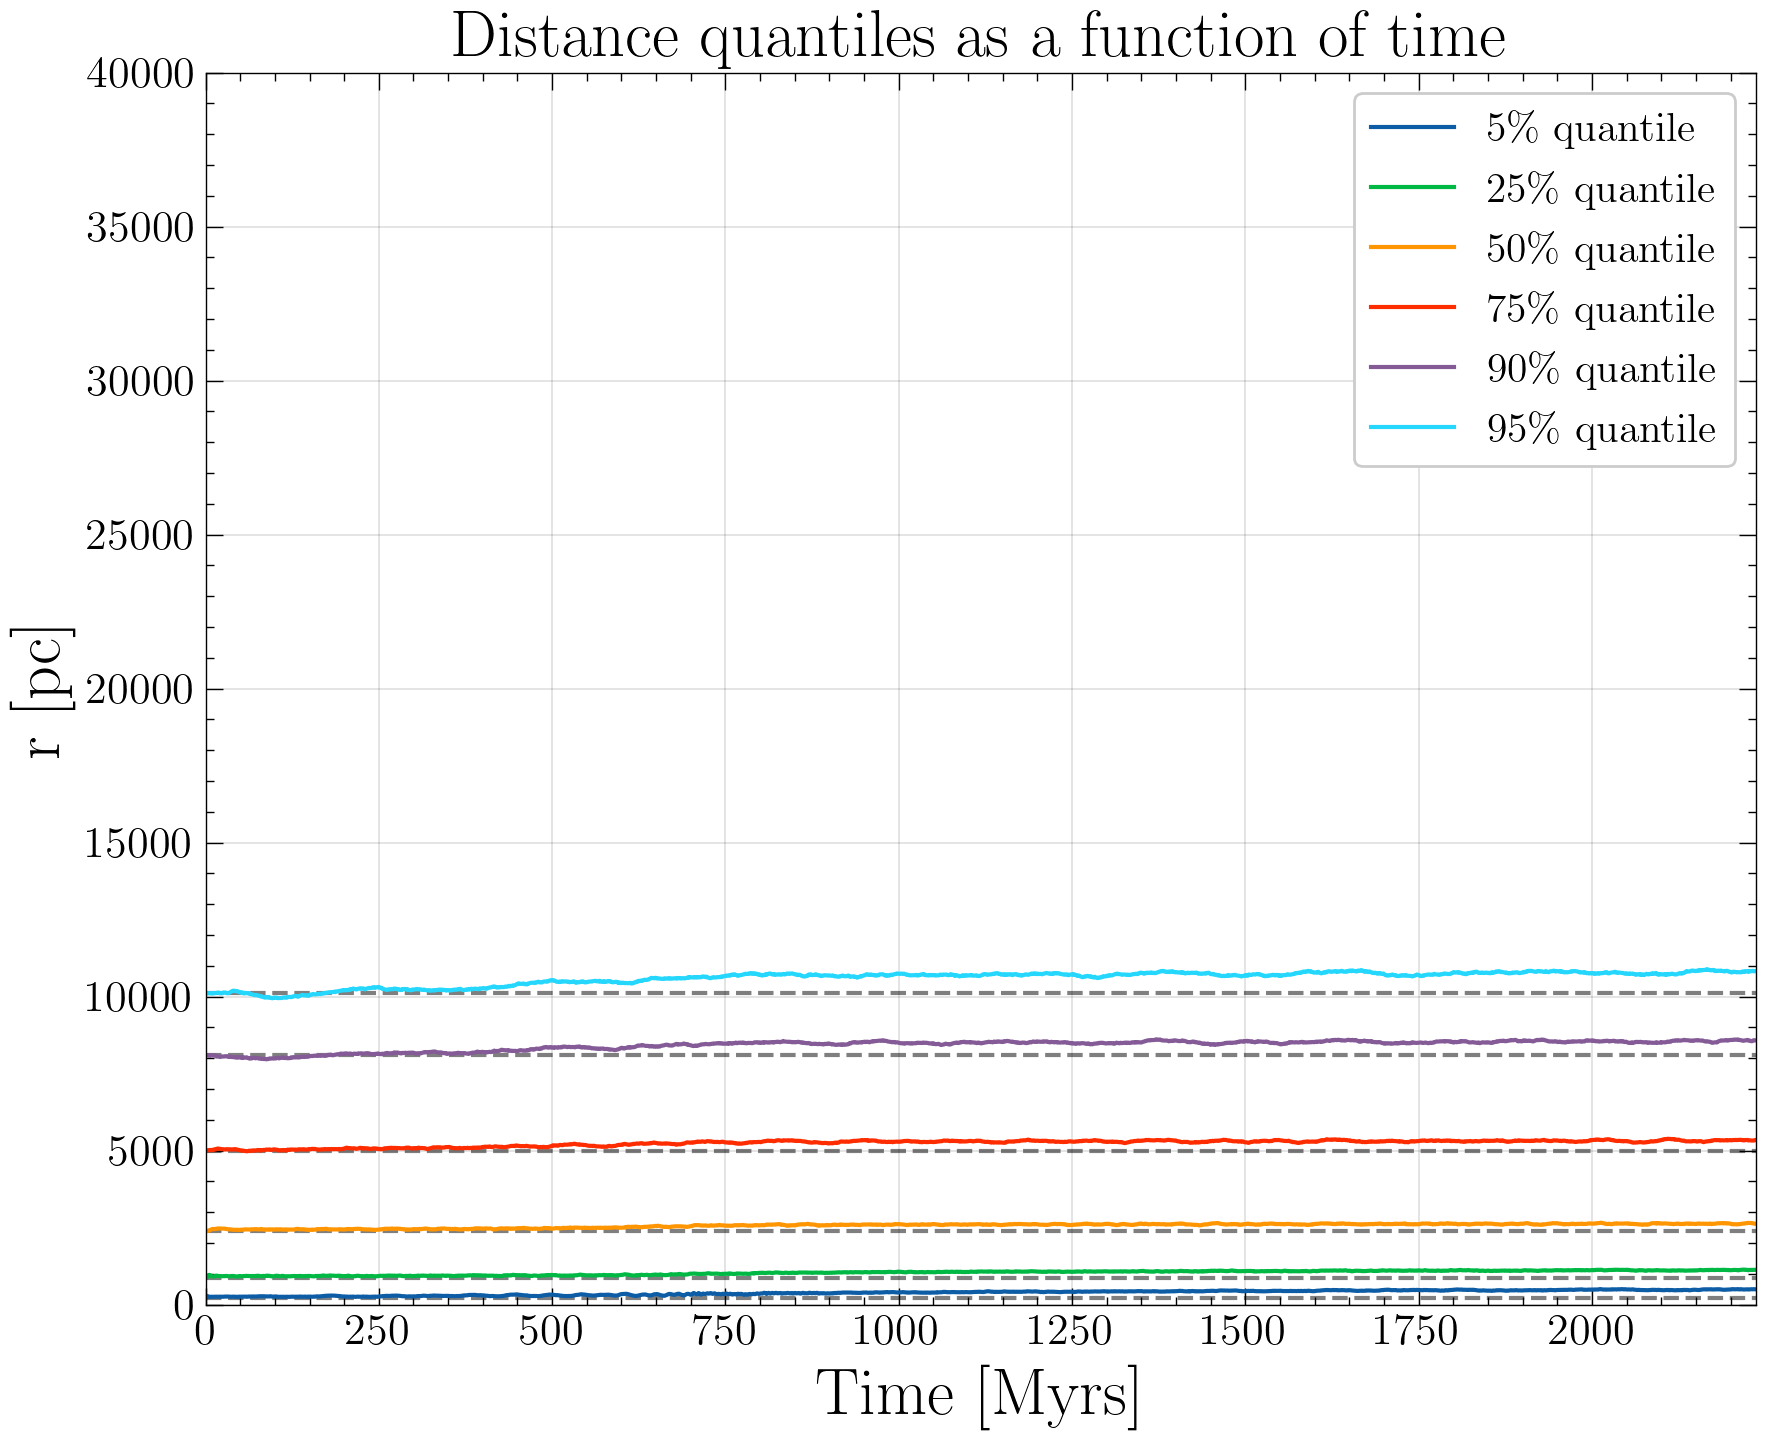 Distance quantiles as a function of time
40000
35000
30000
25000
20000
15000
10000
5000
0
r [pc]
5% quantile
25% quantile
50% quantile
75% quantile
90% quantile
95% quantile
0 250 500 750 1000 1250 1500 1750 2000
Time [Myrs]